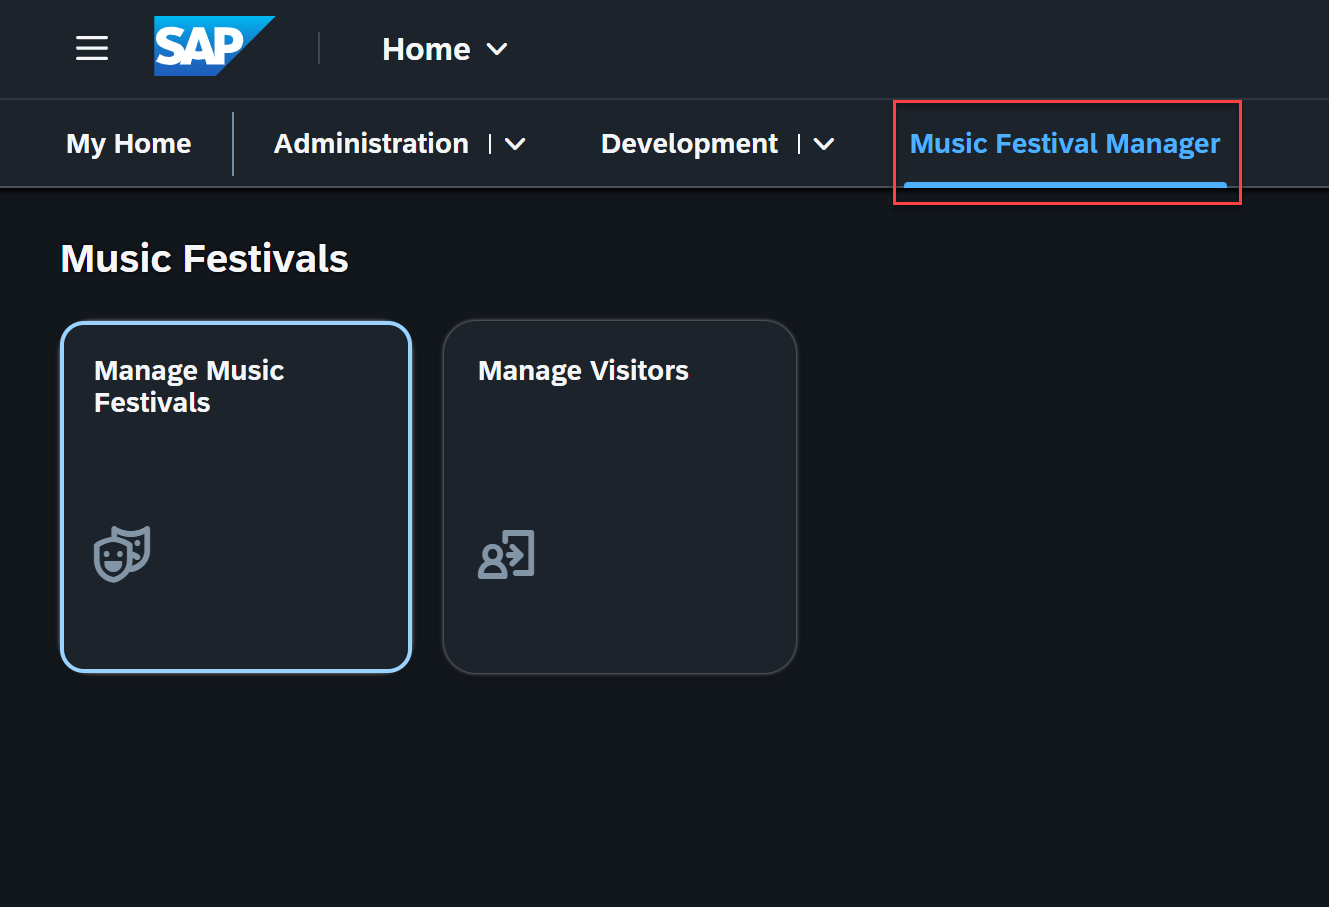 SAP
Home
My Home
Administration
Development
Music Festival Manager
Music Festivals
Manage Music
Festivals
Manage Visitors